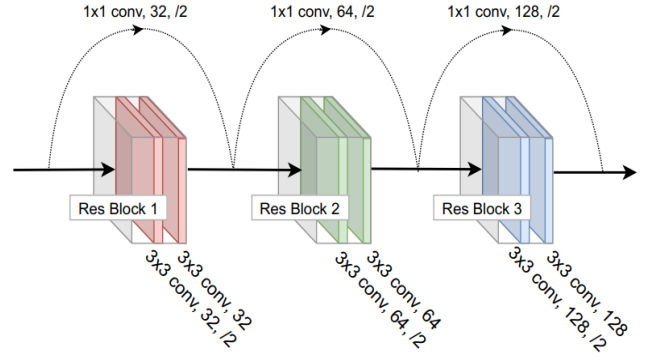 1x1 conv, 32, /2
1x1 conv, 64, /2
1x1 conv, 128, /2
Res Block 1
Res Block 2
Res Block 3
3x3 conv, 32, /2
3x3 conv, 32
3x3 conv, 64, /2
3x3 conv, 64
3x3 conv, 128, /2
3x3 conv, 128